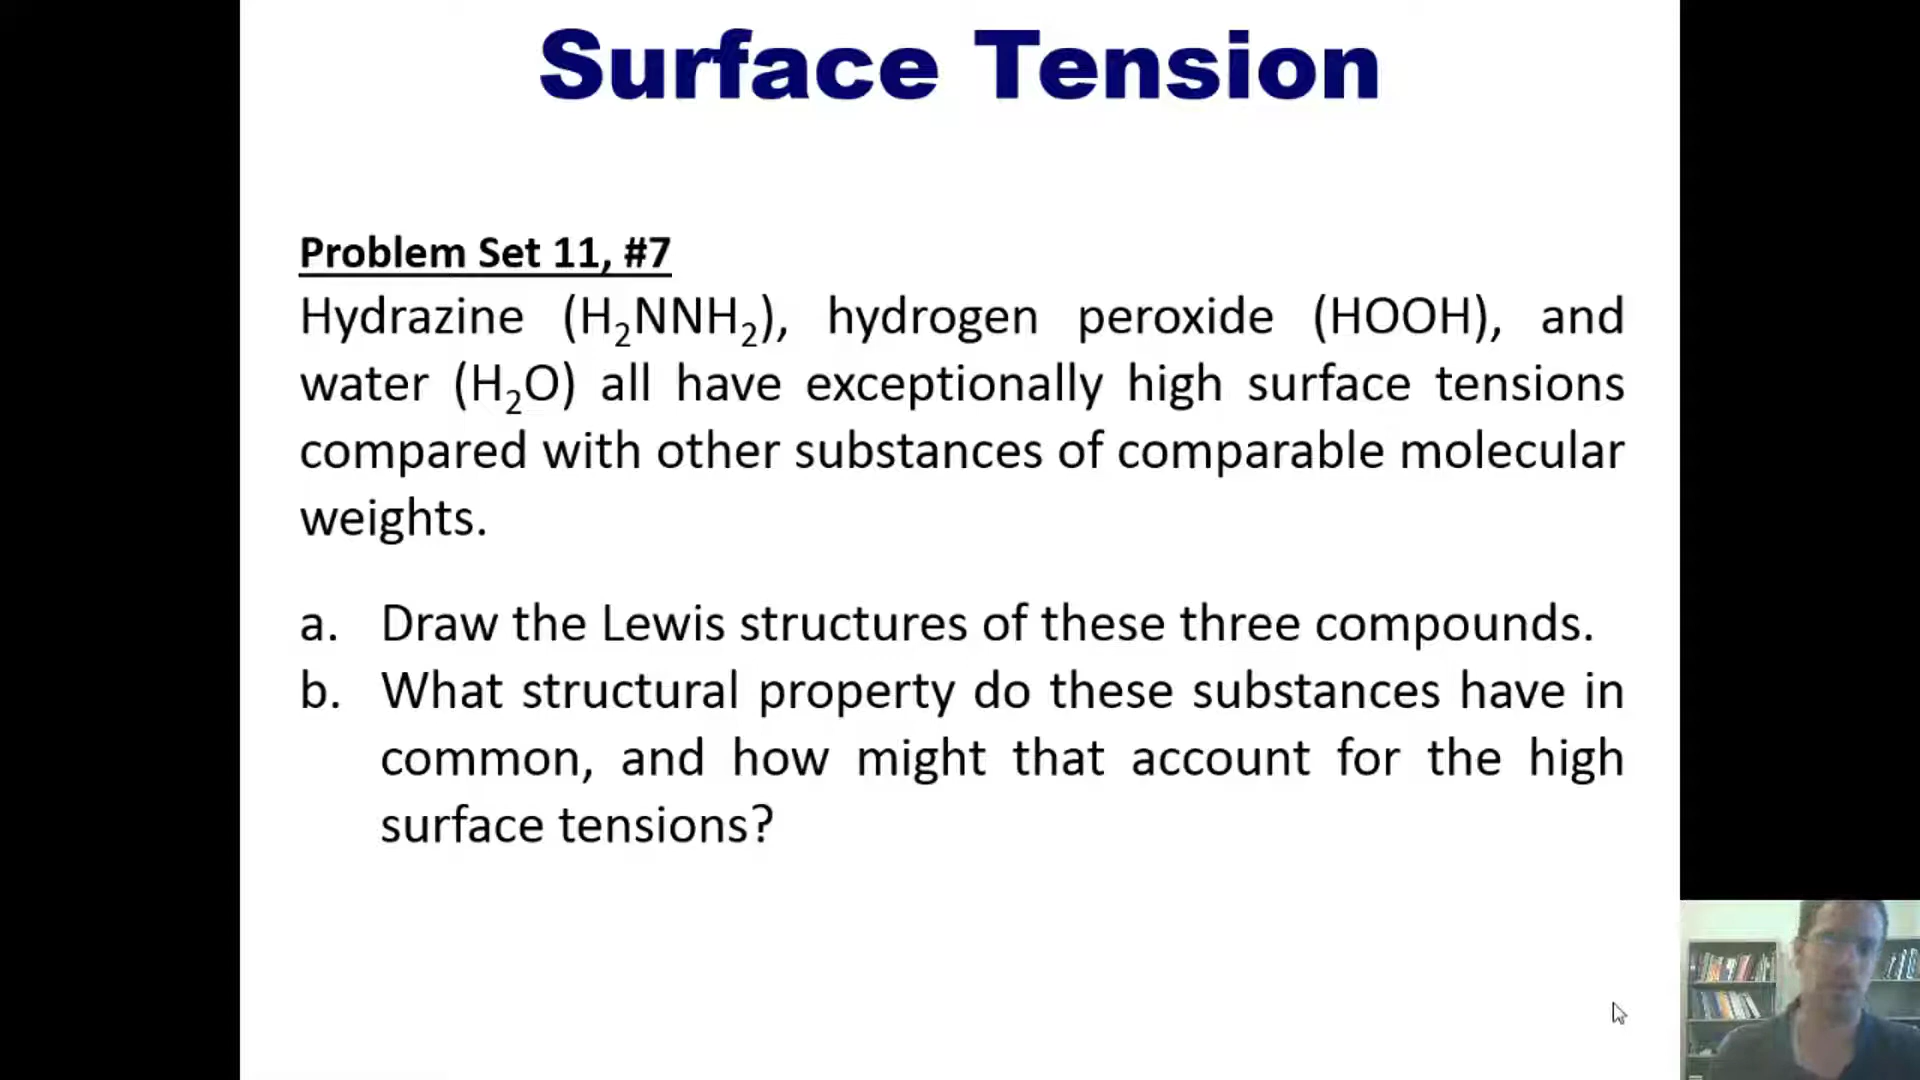 Surface Tension
Problem Set 11, #7
Hydrazine (H₂NNH₂), hydrogen peroxide (HOOH), and
water (H₂O) all have exceptionally high surface tensions
compared with other substances of comparable molecular
weights.
a. Draw the Lewis structures of these three compounds.
b. What structural property do these substances have in
common, and how might that account for the high
surface tensions?